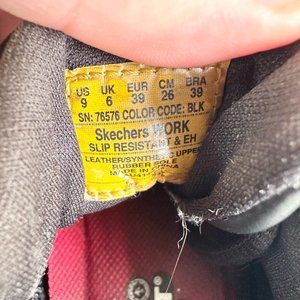 US UK EUR CM BRA
9 6 39 26 39
SN: 76576 COLOR CODE: BLK
Skechers WORK
SLIP RESISTANT & EH
LEATHER/SYNTHETIC UPPER
RUBBER SOLE
MADE IN CHINA